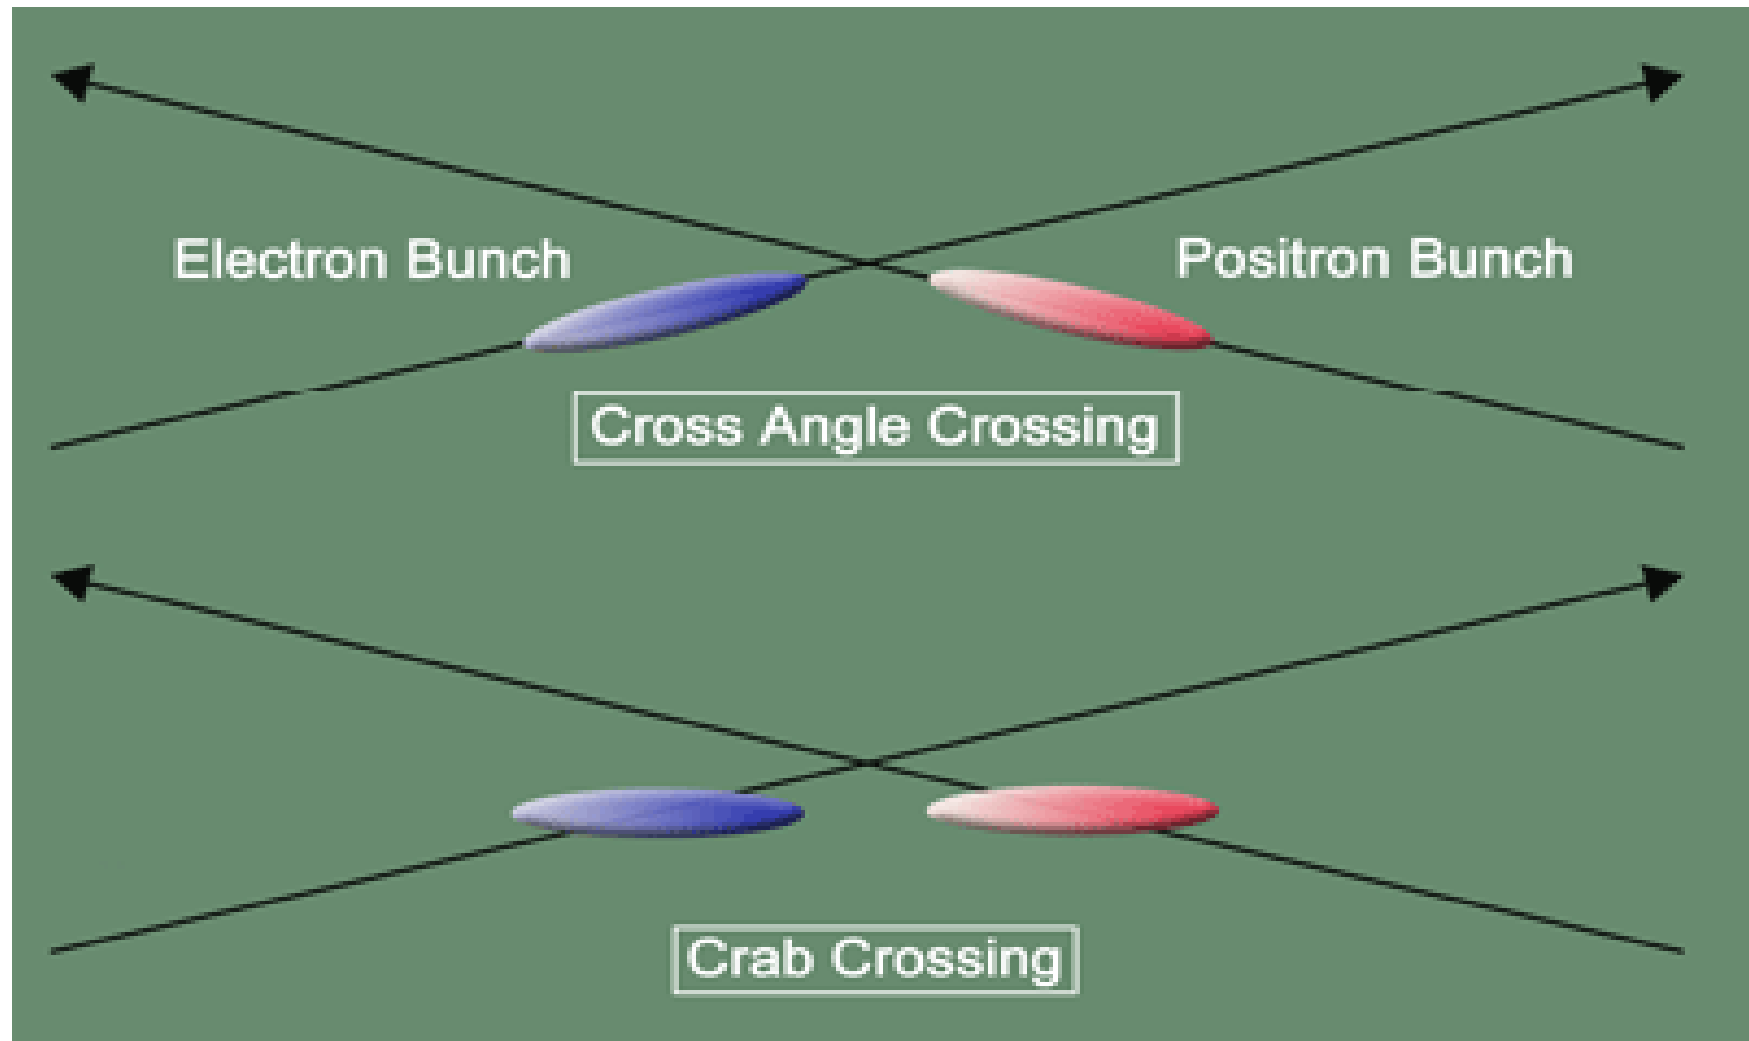 Electron Bunch
Positron Bunch
Cross Angle Crossing
Crab Crossing